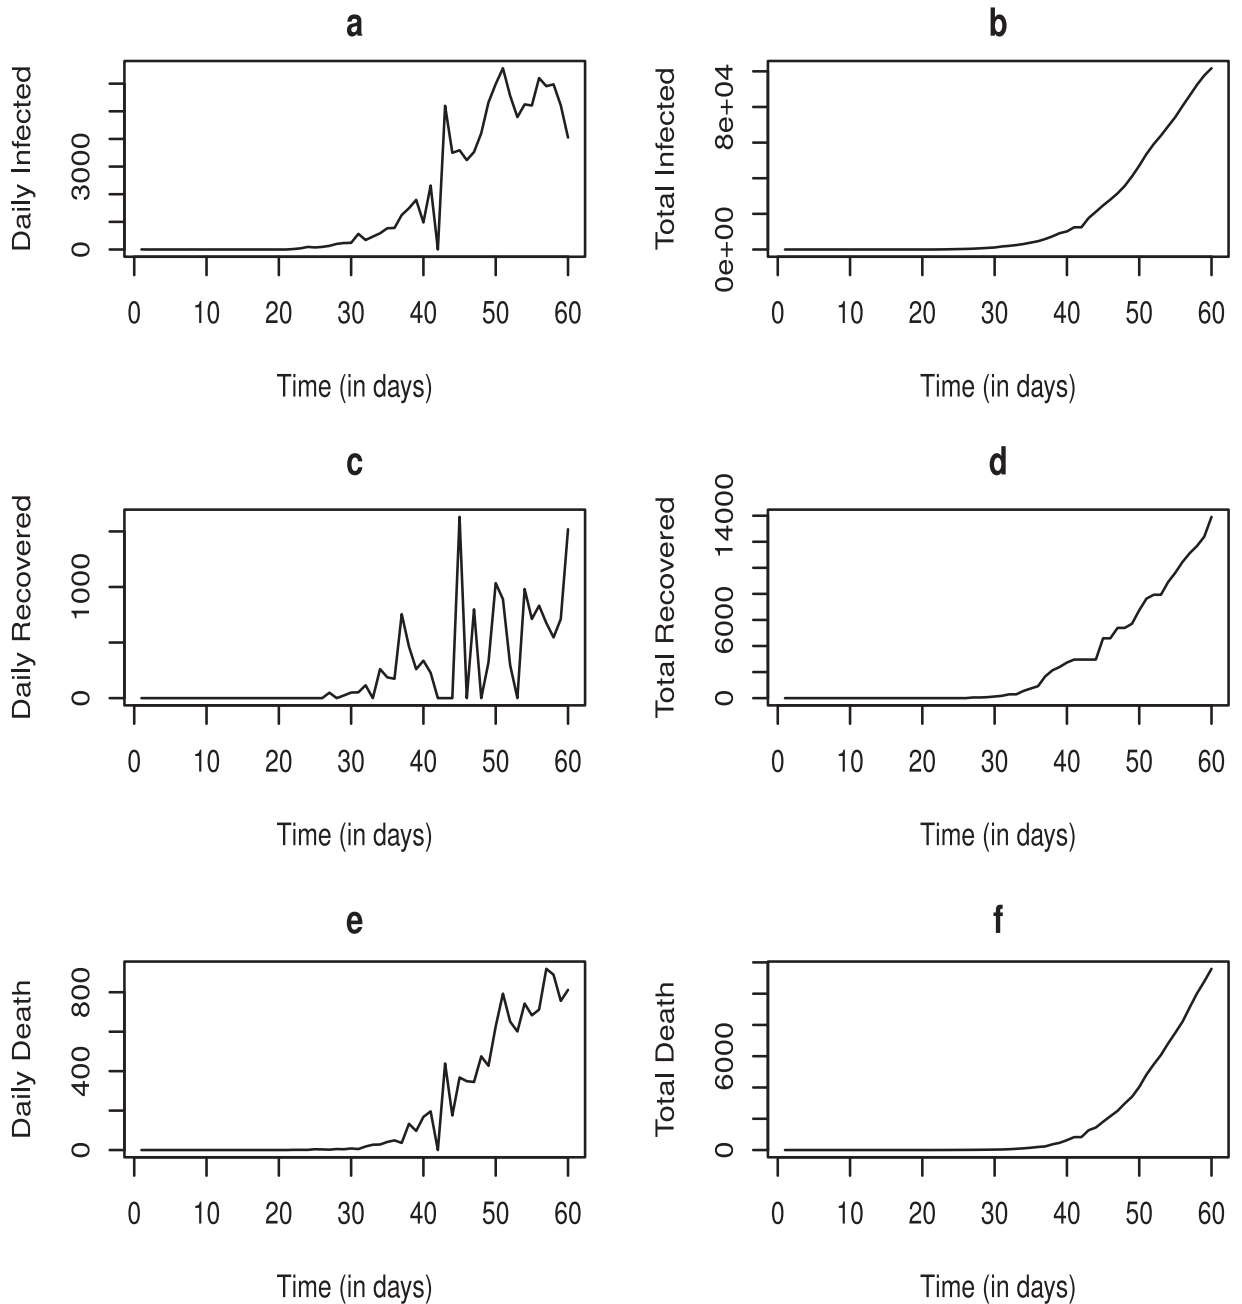 a
Daily Infected
0 3000
0 10 20 30 40 50 60
Time (in days)
b
Total Infected
0e+00 8e+04
0 10 20 30 40 50 60
Time (in days)
c
Daily Recovered
0 1000
0 10 20 30 40 50 60
Time (in days)
d
Total Recovered
0 6000 14000
0 10 20 30 40 50 60
Time (in days)
e
Daily Death
0 400 800
0 10 20 30 40 50 60
Time (in days)
f
Total Death
0 6000
0 10 20 30 40 50 60
Time (in days)